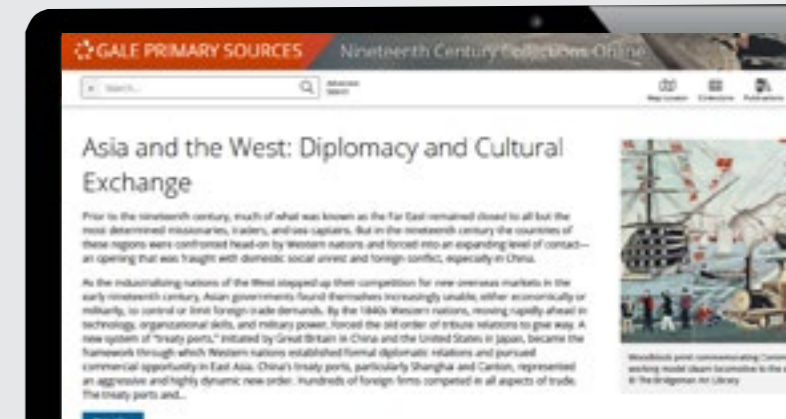 GALE PRIMARY SOURCES
Nineteenth Century Collections Online
Search...
Advanced
Search
Map Locator Collections Publications
Asia and the West: Diplomacy and Cultural
Exchange
Prior to the nineteenth century, much of what was known as the Far East remained closed to all but the
most determined missionaries, traders, and sea captains. But in the nineteenth century the countries of
these regions were confronted head-on by Western nations and forced into an expanding level of contact—
an opening that was fraught with domestic social unrest and foreign conflict, especially in China.
As the industrializing nations of the West stepped up their competition for new overseas markets in the
early nineteenth century, Asian governments found themselves increasingly unable, either economically or
militarily, to control or limit foreign trade demands. By the 1840s Western nations, moving rapidly ahead in
technology, organizational skills, and military power, forced the old order of tribute relations to give way. A
new system of "treaty ports," initiated by Great Britain in China and the United States in Japan, became the
framework through which Western nations established formal diplomatic relations and pursued
commercial opportunity in East Asia. China's treaty ports, particularly Shanghai and Canton, represented
an aggressive and highly dynamic new order. Hundreds of foreign firms competed in all aspects of trade.
The treaty ports and...
Woodblock print commemorating
working model steam locomotive to the
© The Bridgeman Art Library